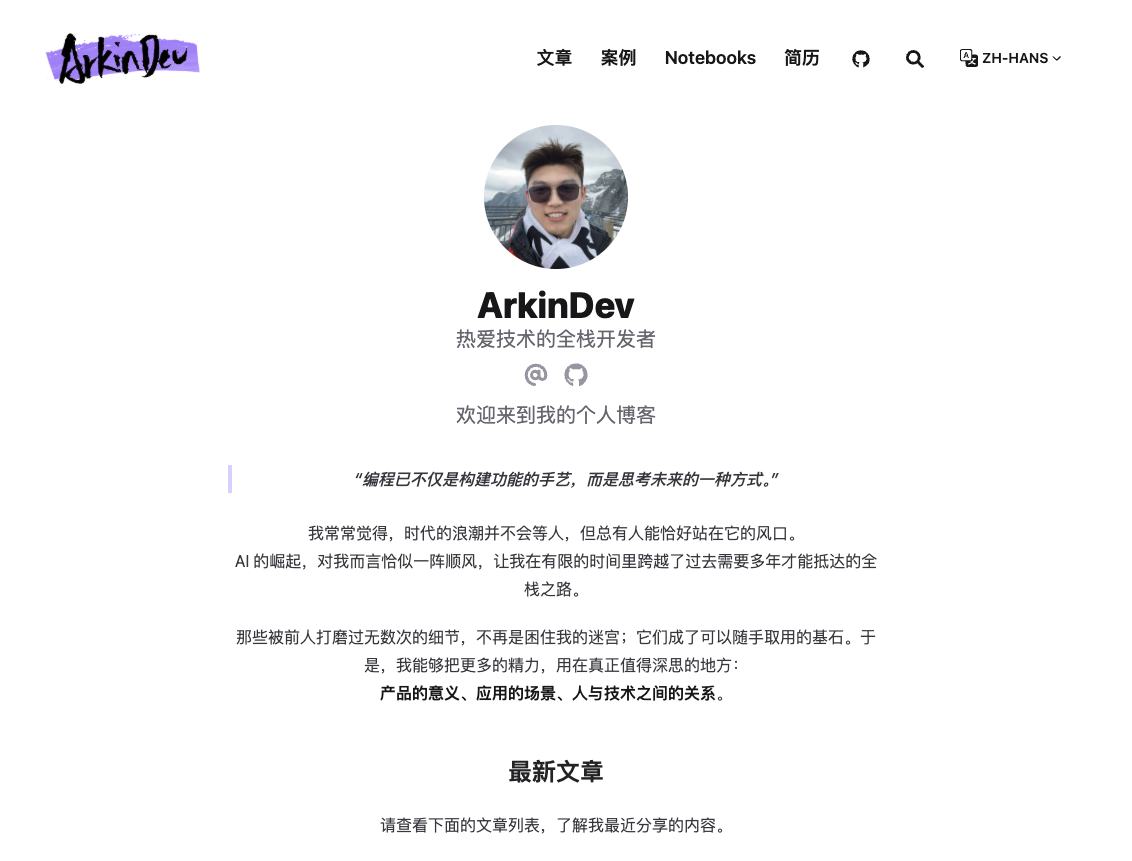 ArkinDev
文章 案例 Notebooks 简历 ZH-HANS
ArkinDev
热爱技术的全栈开发者
欢迎来到我的个人博客
“编程已不仅是构建功能的手艺，而是思考未来的一种方式。”
我常常觉得，时代的浪潮并不会等人，但总有人能恰好站在它的风口。
AI 的崛起，对我而言恰似一阵顺风，让我在有限的时间里跨越了过去需要多年才能抵达的全
栈之路。
那些被前人打磨过无数次的细节，不再是困住我的迷宫；它们成了可以随手取用的基石。于
是，我能够把更多的精力，用在真正值得深思的地方：
产品的意义、应用的场景、人与技术之间的关系。
最新文章
请查看下面的文章列表，了解我最近分享的内容。